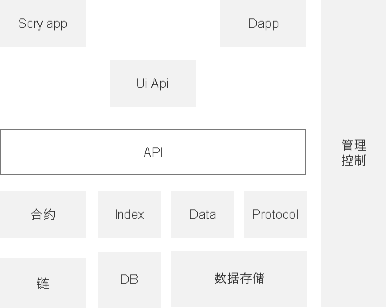 Scry app
Dapp
Ui Api
API
管理
控制
合约
Index
Data
Protocol
链
DB
数据存储